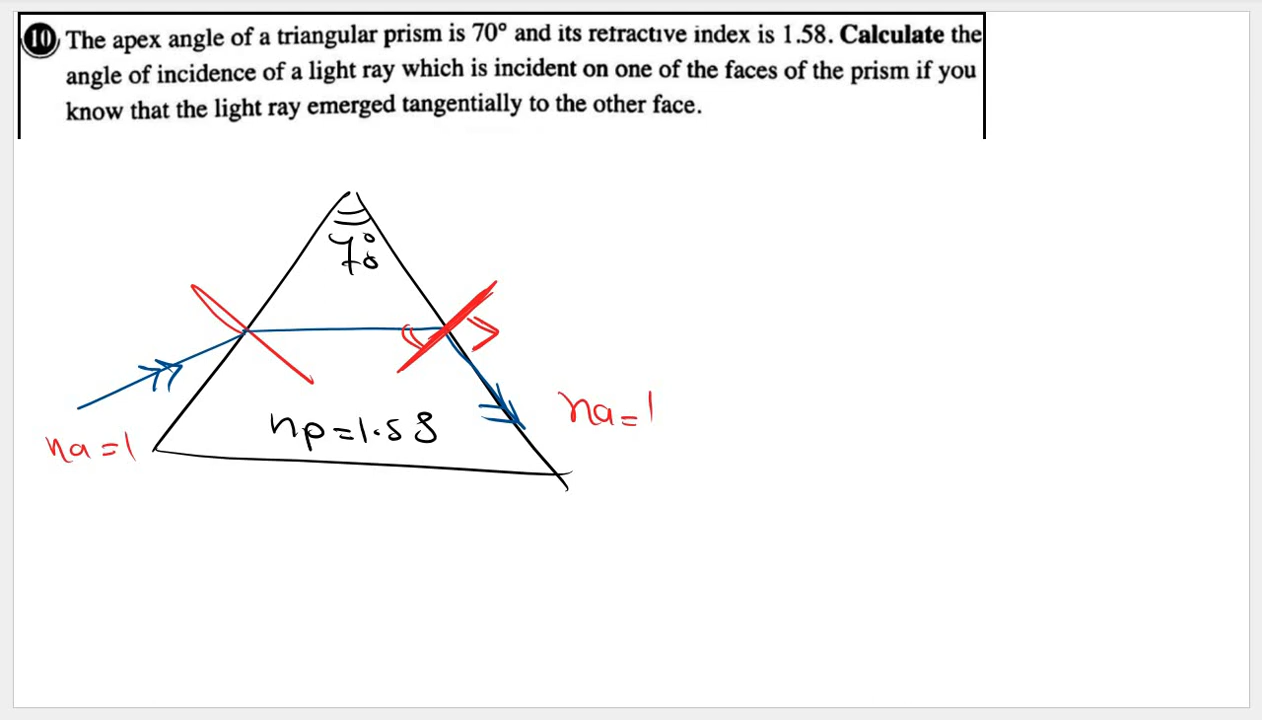 10 The apex angle of a triangular prism is 70° and its retractive index is 1.58. Calculate the
angle of incidence of a light ray which is incident on one of the faces of the prism if you
know that the light ray emerged tangentially to the other face.
70°
na=1
np=1.58
na=1